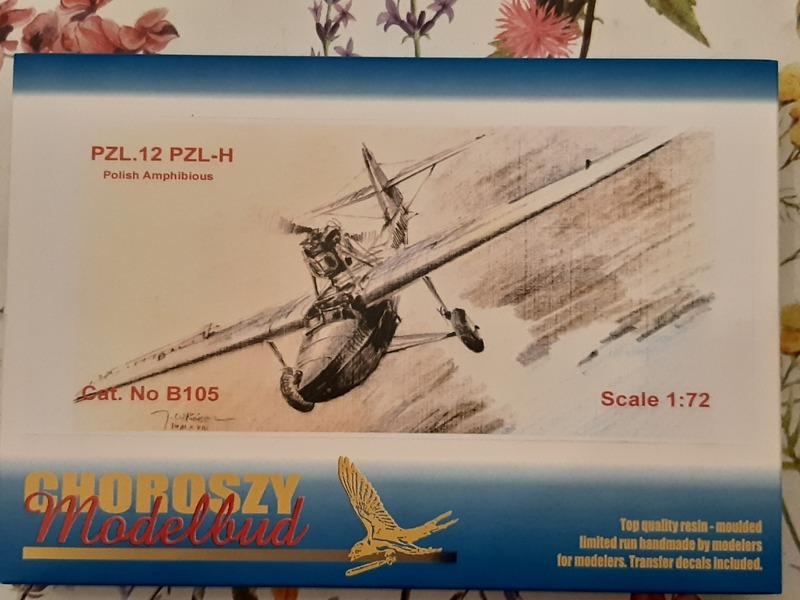 PZL.12 PZL-H
Polish Amphibious
Cat. No B105
Scale 1:72
CHOROSZY
Modelbud
Top quality resin - moulded
limited run handmade by modelers
for modelers. Transfer decals included.